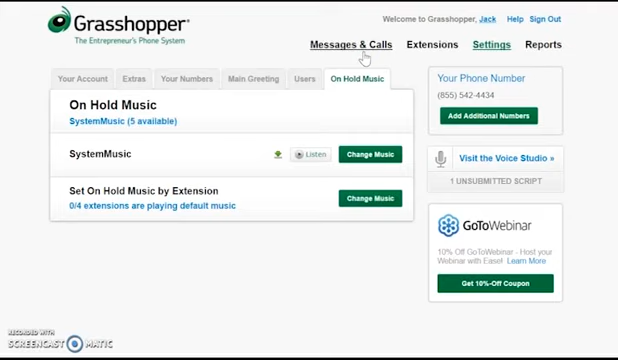 Grasshopper
The Entrepreneur's Phone System
Welcome to Grasshopper, Jack Help Sign Out
Messages & Calls Extensions Settings Reports
Your Account Extras Your Numbers Main Greeting Users On Hold Music
On Hold Music
SystemMusic (5 available)
SystemMusic Listen Change Music
Set On Hold Music by Extension
0/4 extensions are playing default music
Change Music
Your Phone Number
(855) 542-4434
Add Additional Numbers
Visit the Voice Studio »
1 UNSUBMITTED SCRIPT
GoToWebinar
10% Off GoToWebinar - Host your
Webinar with Ease! Learn More
Get 10%-Off Coupon
RECORDED WITH
SCREENCAST MATIC